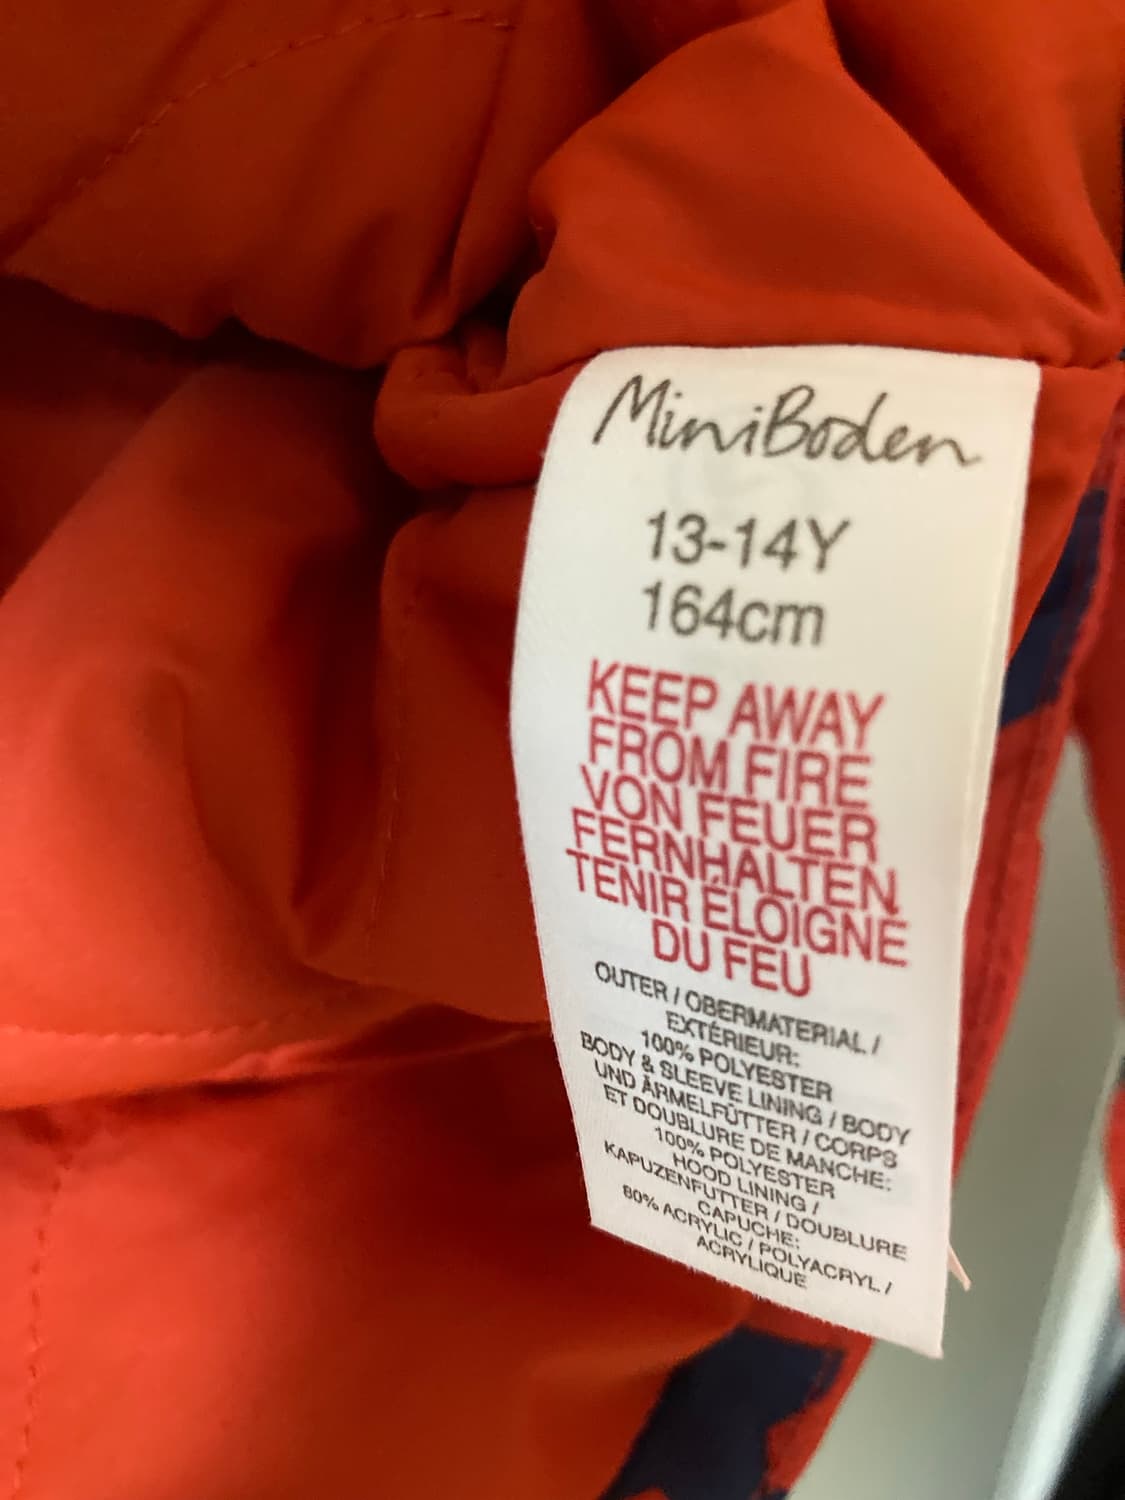 MiniBoden
13-14Y
164cm
KEEP AWAY
FROM FIRE
VON FEUER
FERNHALTEN
TENIR ÉLOIGNÉ
DU FEU
OUTER / OBERMATERIAL /
EXTÉRIEUR:
100% POLYESTER
BODY & SLEEVE LINING / BODY
UND ÄRMELFUTTER / CORPS
ET DOUBLURE DE MANCHE:
100% POLYESTER
HOOD LINING /
KAPUZENFUTTER / DOUBLURE
CAPUCHE:
80% ACRYLIC / POLYACRYL /
ACRYLIQUE